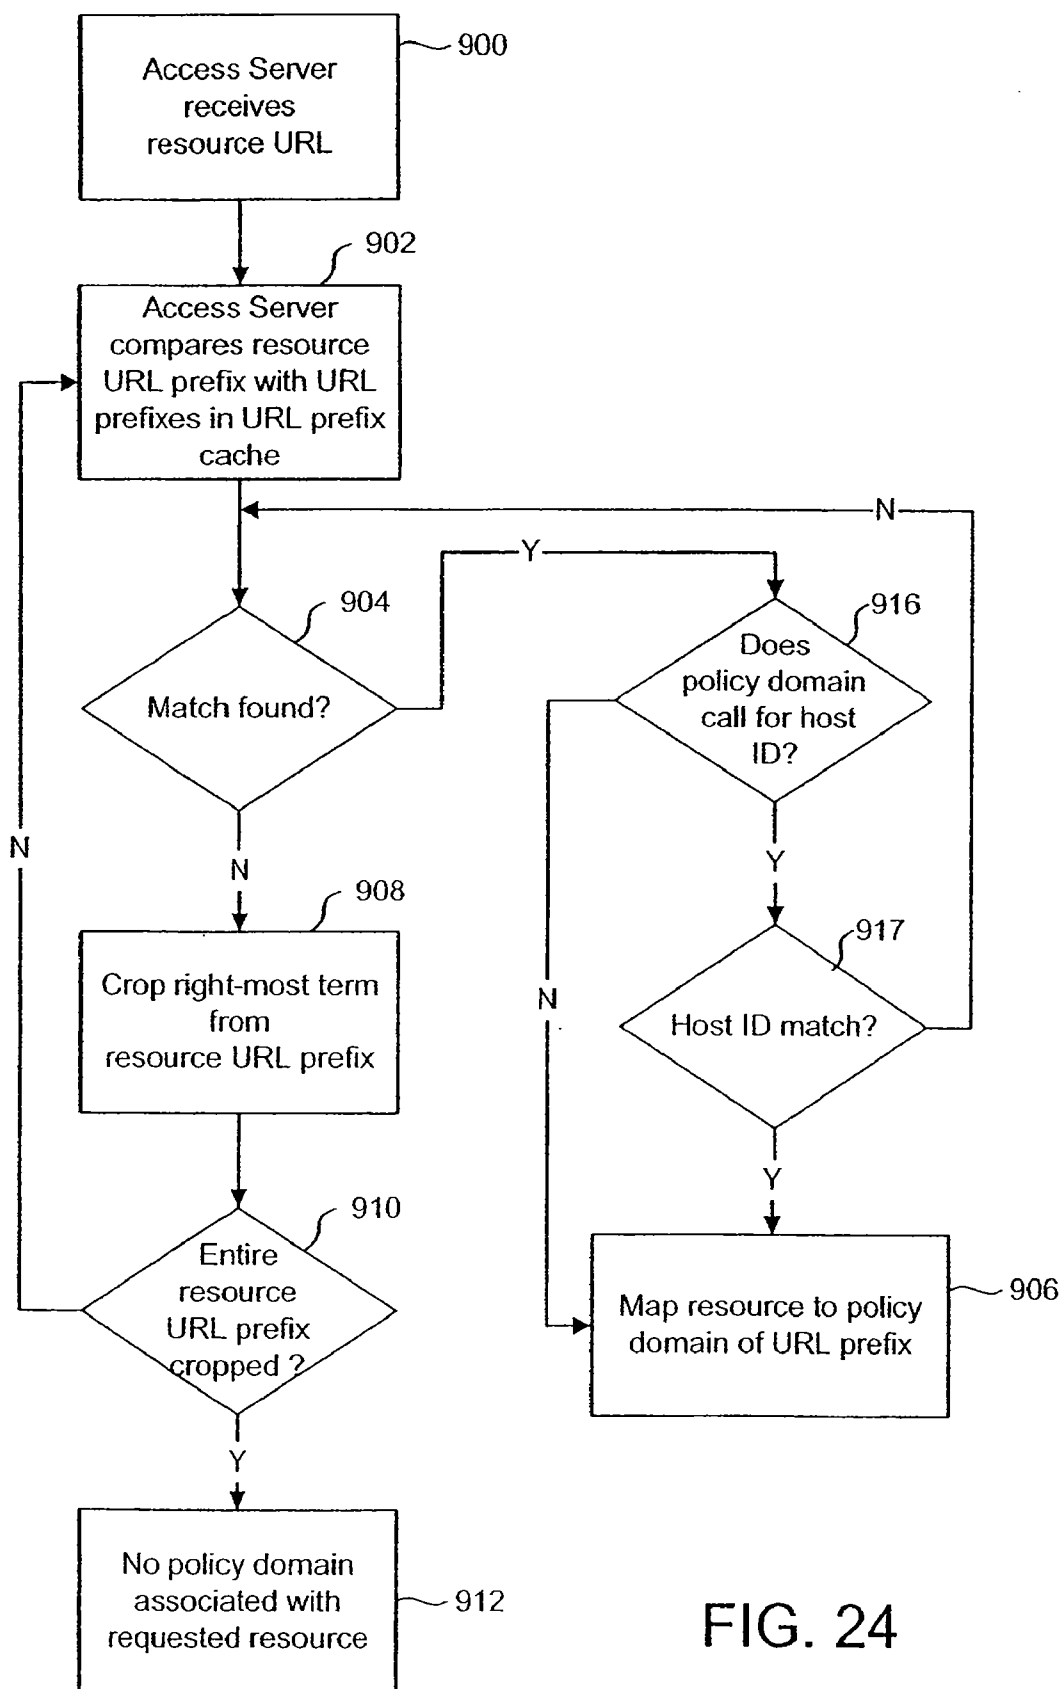 900
Access Server
receives
resource URL
902
Access Server
compares resource
URL prefix with URL
prefixes in URL prefix
cache
N
Y
904
Match found?
916
Does
policy domain
call for host
ID?
N
N
Y
908
Crop right-most term
from
resource URL prefix
917
Host ID match?
N
Y
910
Entire
resource
URL prefix
cropped ?
906
Map resource to policy
domain of URL prefix
Y
912
No policy domain
associated with
requested resource
FIG. 24